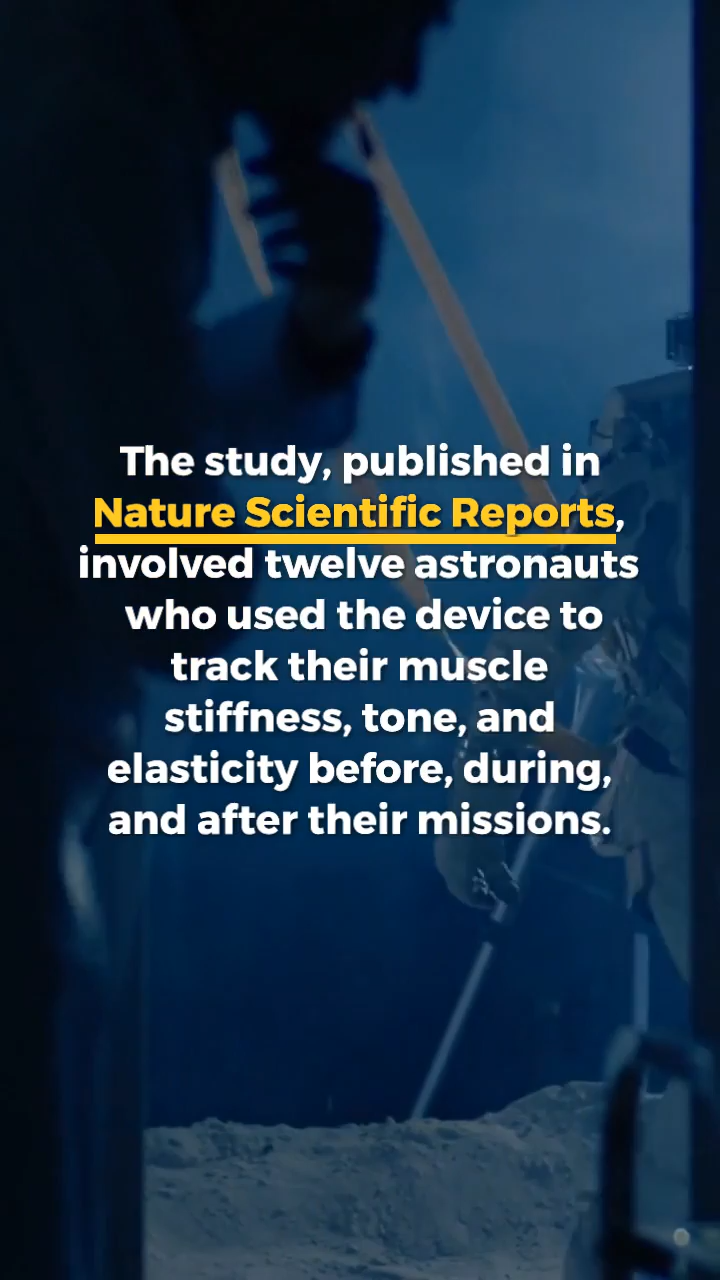 The study, published in
Nature Scientific Reports,
involved twelve astronauts
who used the device to
track their muscle
stiffness, tone, and
elasticity before, during,
and after their missions.